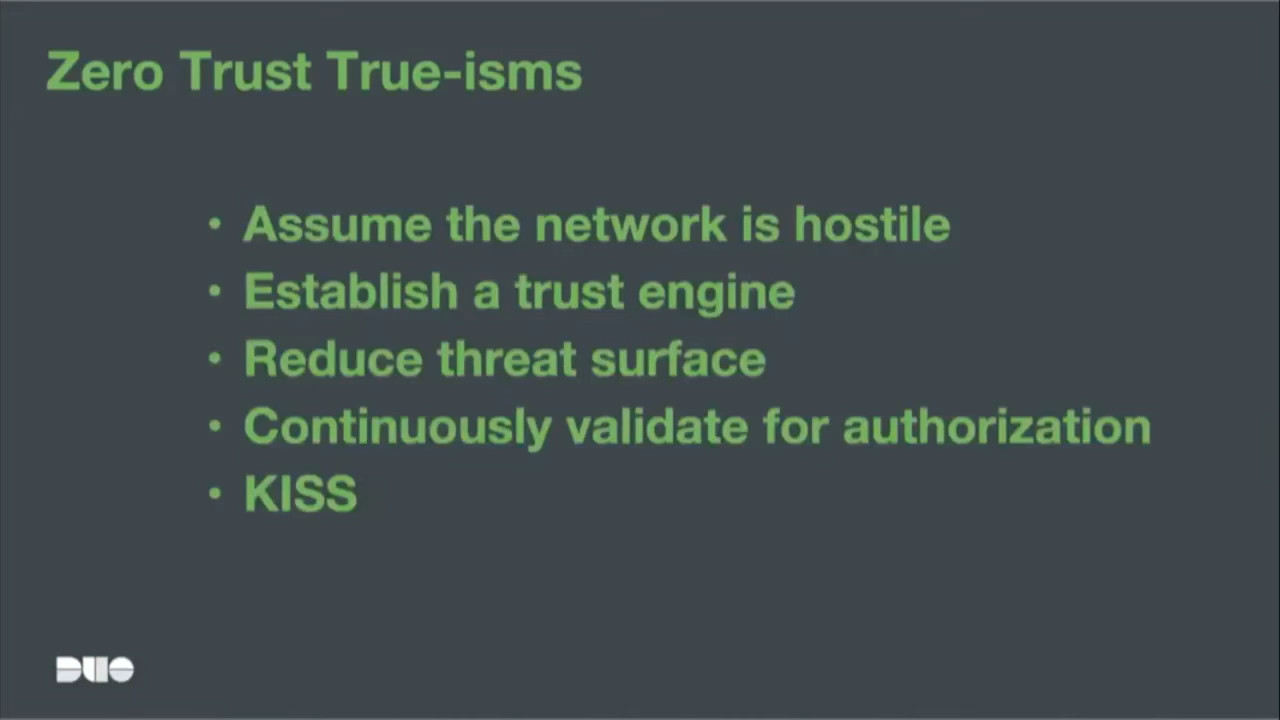 Zero Trust True-isms
• Assume the network is hostile
• Establish a trust engine
• Reduce threat surface
• Continuously validate for authorization
• KISS
DUO